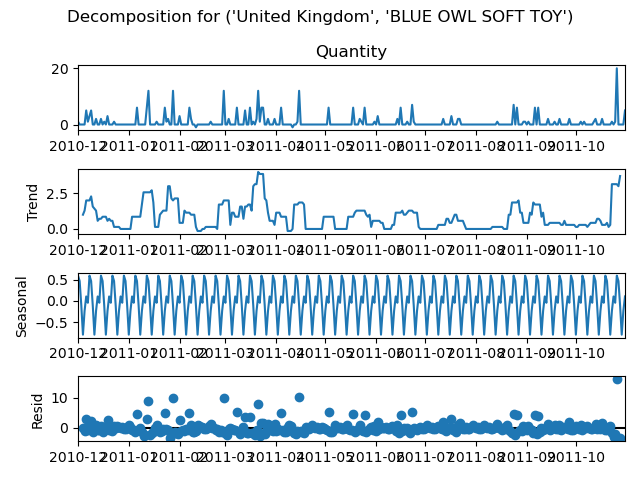 Decomposition for ('United Kingdom', 'BLUE OWL SOFT TOY')
Quantity
20
0
2010-12 2011-01 2011-02 2011-03 2011-04 2011-05 2011-06 2011-07 2011-08 2011-09 2011-10
Trend
2.5
0.0
2010-12 2011-01 2011-02 2011-03 2011-04 2011-05 2011-06 2011-07 2011-08 2011-09 2011-10
Seasonal
0.5
0.0
−0.5
2010-12 2011-01 2011-02 2011-03 2011-04 2011-05 2011-06 2011-07 2011-08 2011-09 2011-10
Resid
10
0
2010-12 2011-01 2011-02 2011-03 2011-04 2011-05 2011-06 2011-07 2011-08 2011-09 2011-10